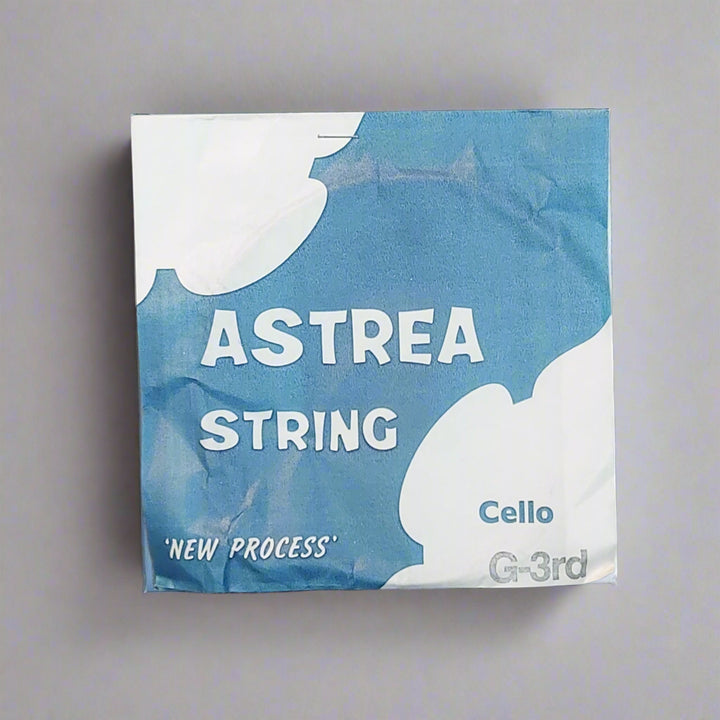 ASTREA
STRING
'NEW PROCESS'
Cello
G-3rd